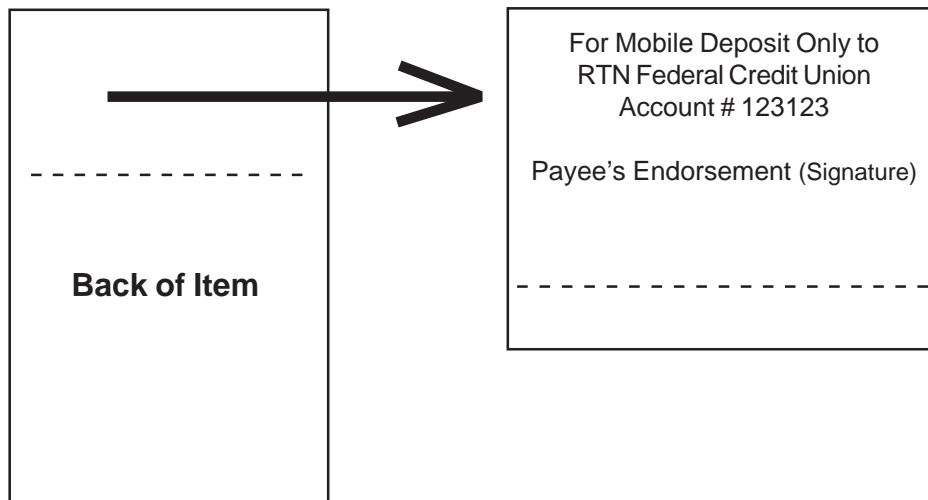 For Mobile Deposit Only to
RTN Federal Credit Union
Account # 123123
Payee’s Endorsement (Signature)
Back of Item